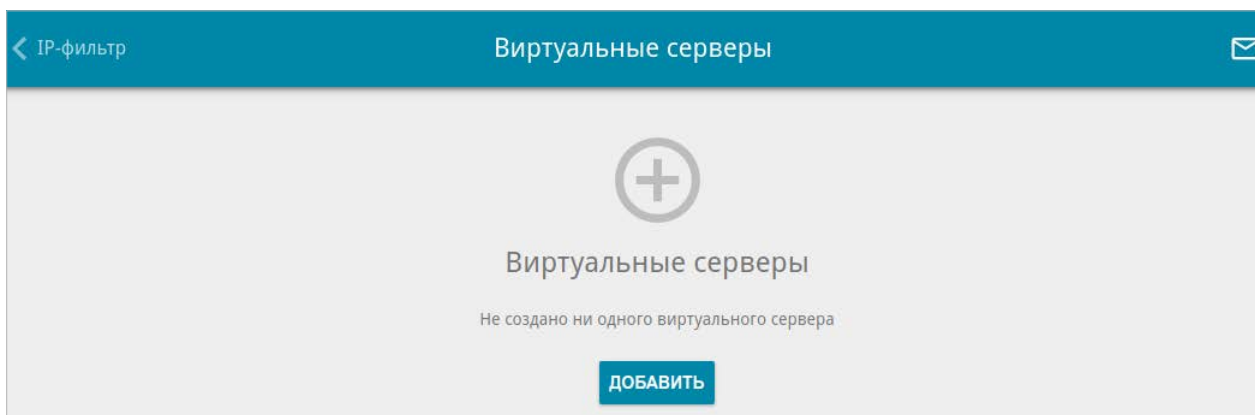 IP-фильтр
Виртуальные серверы
Виртуальные серверы
Не создано ни одного виртуального сервера
ДОБАВИТЬ